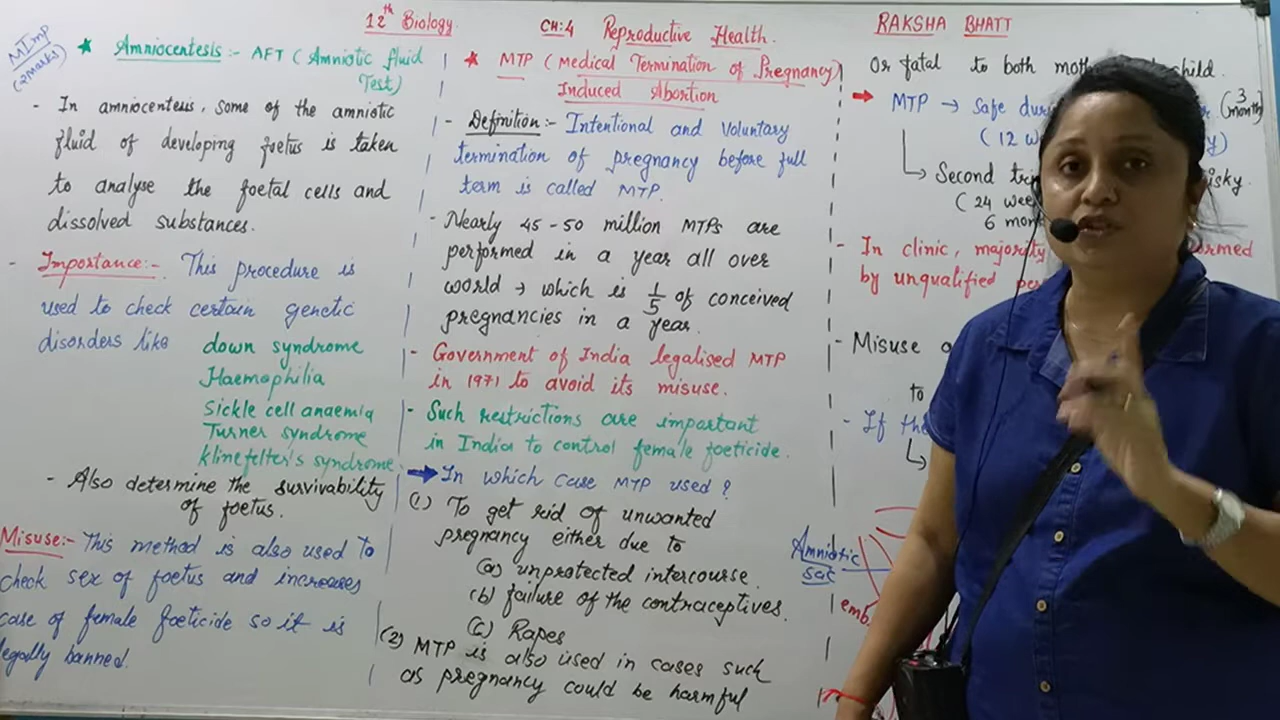 12th Biology
CH:4 Reproductive Health.
RAKSHA BHATT
MImp
(2 Marks)
★ Amniocentesis :- AFT (Amniotic fluid
Test)
- In amniocentesis, some of the amniotic
fluid of developing foetus is taken
to analyse the foetal cells and
dissolved substances.
- Importance:- This procedure is
used to check certain genetic
disorders like down syndrome
Haemophilia
Sickle cell anaemia
Turner syndrome
Klinefelter's syndrome
- Also determine the survivability
of foetus.
Misuse:- This method is also used to
check sex of foetus and increases
case of female foeticide so it is
legally banned.
★ MTP (Medical Termination of Pregnancy)
Induced Abortion
- Definition:- Intentional and voluntary
termination of pregnancy before full
term is called MTP.
- Nearly 45-50 million MTPs are
performed in a year all over
world → which is 1/5 of conceived
pregnancies in a year.
- Government of India legalised MTP
in 1971 to avoid its misuse.
- Such restrictions are important
in India to control female foeticide.
→ In which case MTP used?
(1) To get rid of unwanted
pregnancy either due to
(a) unprotected intercourse.
(b) failure of the contraceptives.
(C) Rapes
(2) MTP is also used in cases such
as pregnancy could be harmful
Or fatal to both child.
→ MTP → Safe (3
month)
(12
Second risky.
(24
6
- In clinic, majority
by unqualified
- Misuse
to
- If
Amniotic
sac